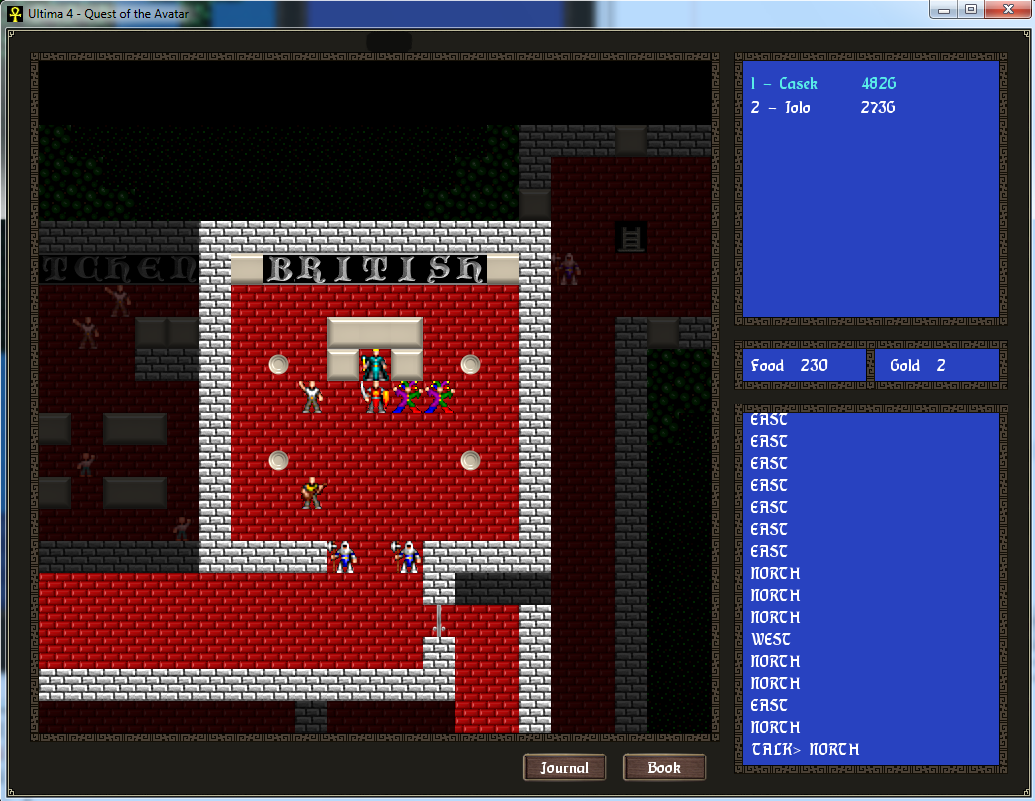 Ultima 4 - Quest of the Avatar
1 - Casek 482G
2 - Iolo 273G
TCHEN
BRITISH
Food 230 Gold 2
EAST
EAST
EAST
EAST
EAST
EAST
EAST
NORTH
NORTH
NORTH
WEST
NORTH
NORTH
EAST
NORTH
TALK> NORTH
Journal Book